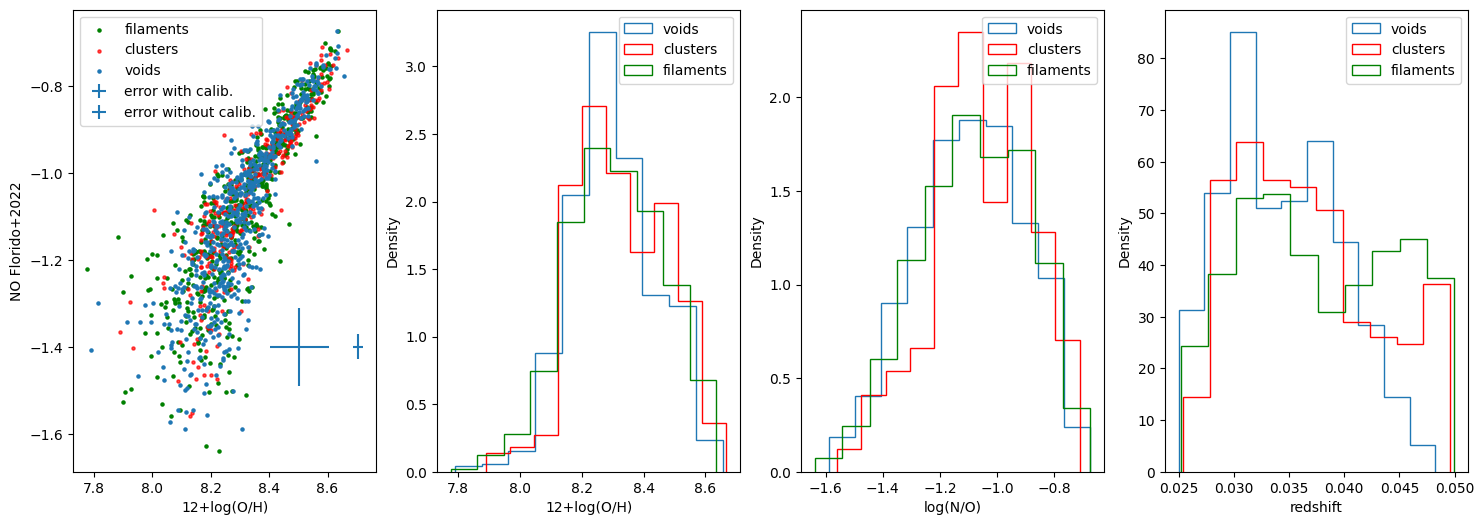 filaments
clusters
voids
error with calib.
error without calib.
NO Florido+2022
−0.8
−1.0
−1.2
−1.4
−1.6
7.8 8.0 8.2 8.4 8.6
12+log(O/H)
voids
clusters
filaments
Density
3.0
2.5
2.0
1.5
1.0
0.5
0.0
7.8 8.0 8.2 8.4 8.6
12+log(O/H)
voids
clusters
filaments
Density
2.0
1.5
1.0
0.5
0.0
−1.6 −1.4 −1.2 −1.0 −0.8
log(N/O)
voids
clusters
filaments
Density
80
70
60
50
40
30
20
10
0
0.025 0.030 0.035 0.040 0.045 0.050
redshift